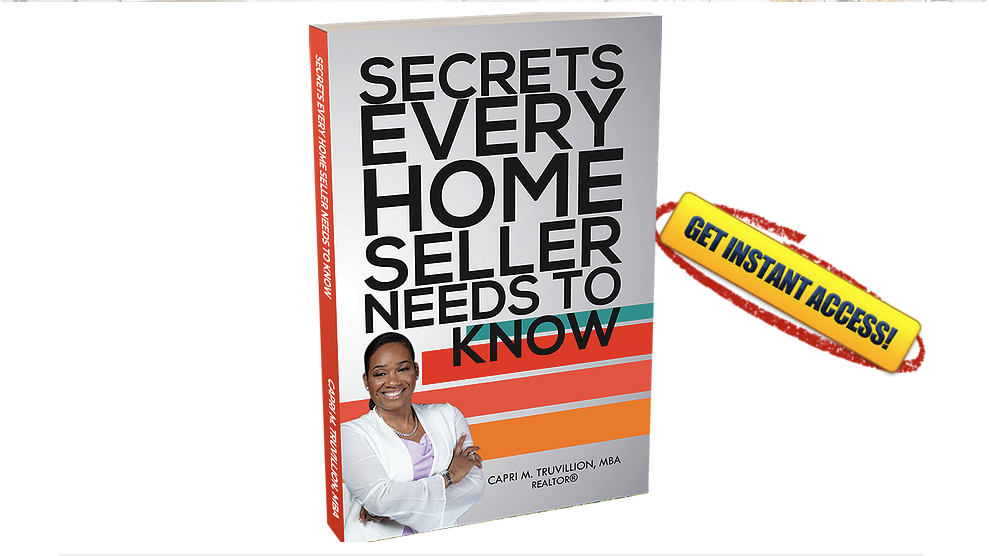 SECRETS EVERY HOME SELLER NEEDS TO KNOW
CAPRI M. TRUVILLION, MBA
SECRETS
EVERY
HOME
SELLER
NEEDS TO
KNOW
CAPRI M. TRUVILLION, MBA
REALTOR®
GET INSTANT ACCESS!